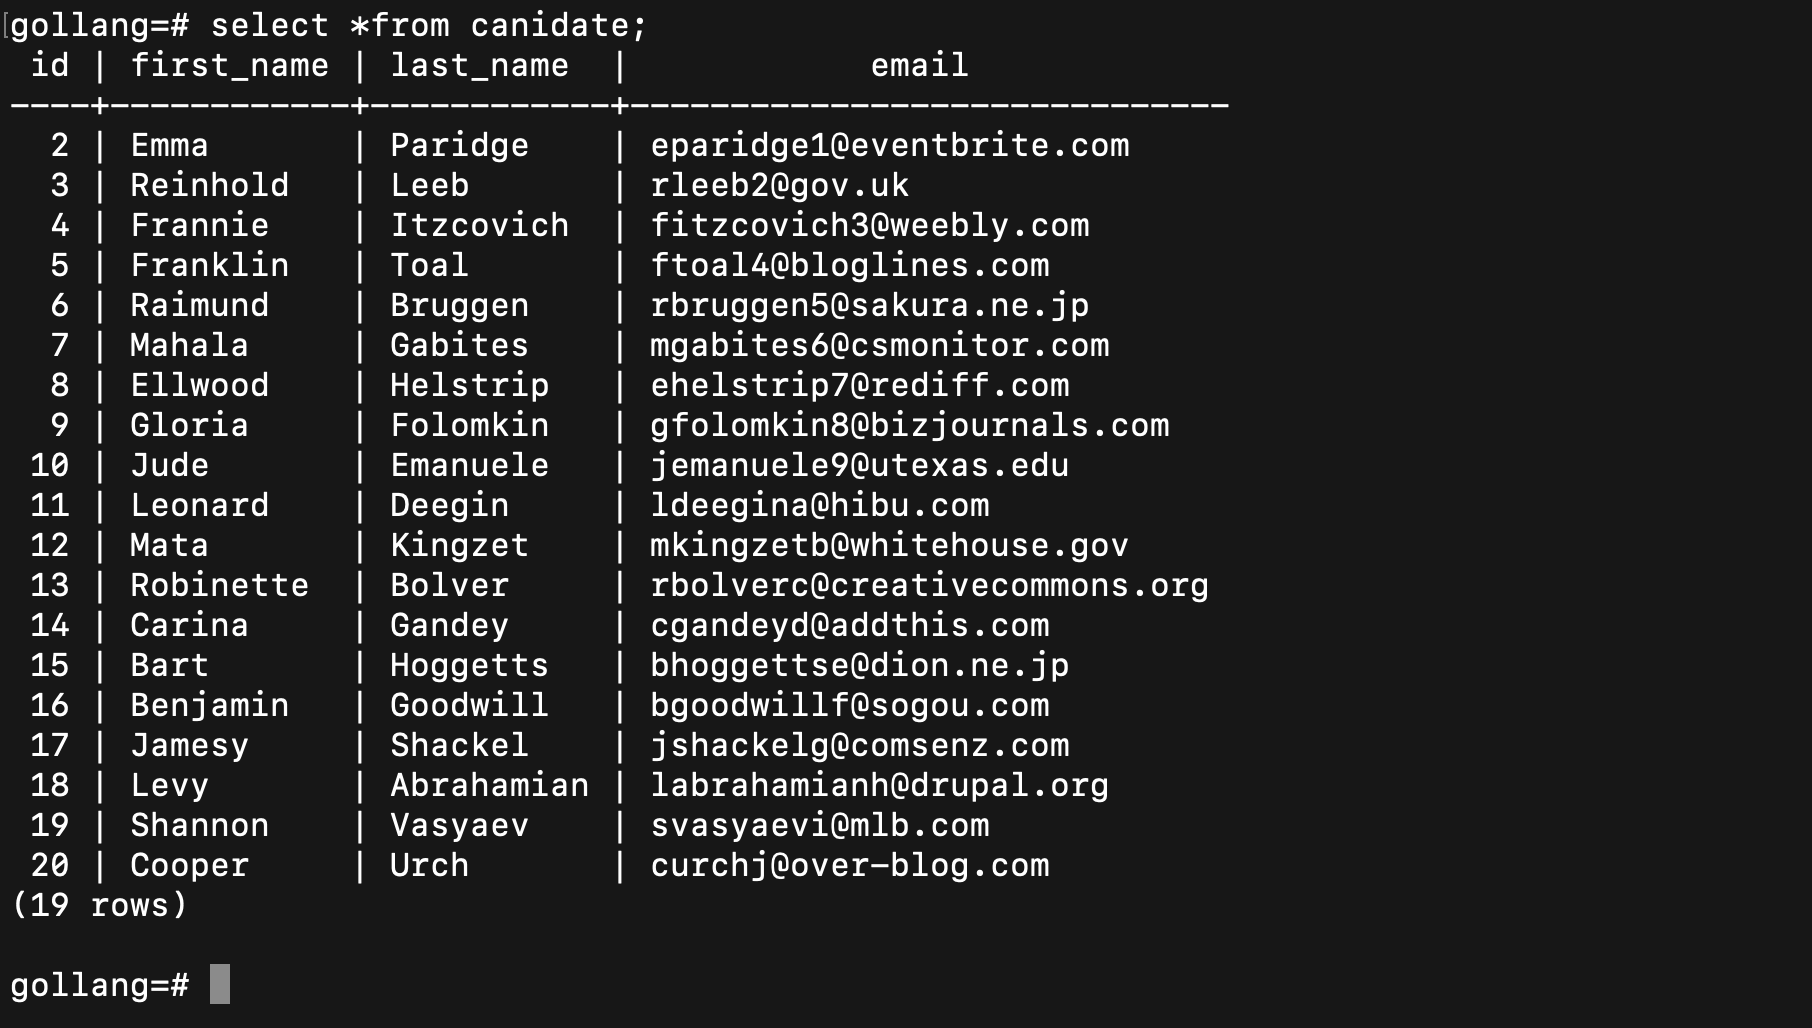 gollang=# select *from canidate;
 id | first_name | last_name  |            email
----+------------+------------+------------------------------
  2 | Emma       | Paridge    | eparidge1@eventbrite.com
  3 | Reinhold   | Leeb       | rleeb2@gov.uk
  4 | Frannie    | Itzcovich  | fitzcovich3@weebly.com
  5 | Franklin   | Toal       | ftoal4@bloglines.com
  6 | Raimund    | Bruggen    | rbruggen5@sakura.ne.jp
  7 | Mahala     | Gabites    | mgabites6@csmonitor.com
  8 | Ellwood    | Helstrip   | ehelstrip7@rediff.com
  9 | Gloria     | Folomkin   | gfolomkin8@bizjournals.com
 10 | Jude       | Emanuele   | jemanuele9@utexas.edu
 11 | Leonard    | Deegin     | ldeegina@hibu.com
 12 | Mata       | Kingzet    | mkingzetb@whitehouse.gov
 13 | Robinette  | Bolver     | rbolverc@creativecommons.org
 14 | Carina     | Gandey     | cgandeyd@addthis.com
 15 | Bart       | Hoggetts   | bhoggettse@dion.ne.jp
 16 | Benjamin   | Goodwill   | bgoodwillf@sogou.com
 17 | Jamesy     | Shackel    | jshackelg@comsenz.com
 18 | Levy       | Abrahamian | labrahamianh@drupal.org
 19 | Shannon    | Vasyaev    | svasyaevi@mlb.com
 20 | Cooper     | Urch       | curchj@over-blog.com
(19 rows)

gollang=#